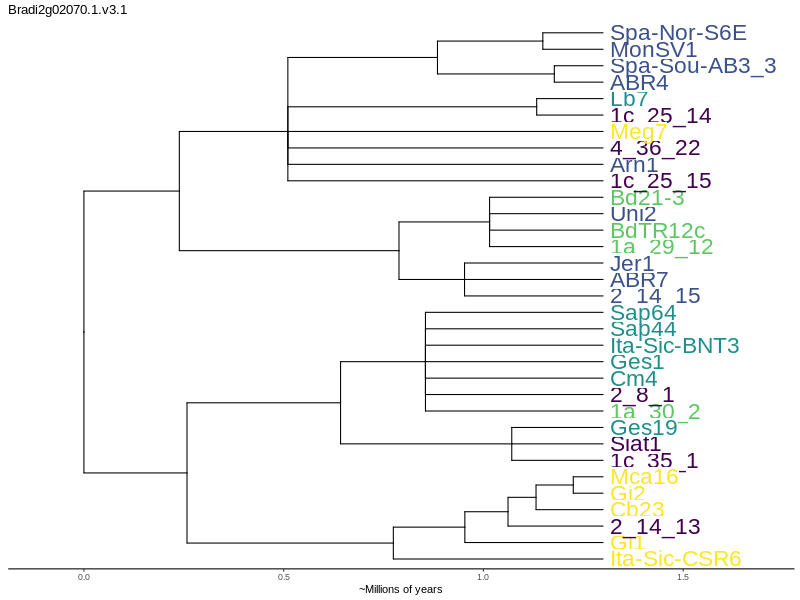 Bradi2g02070.1.v3.1
Spa-Nor-S6E
MonSV1
Spa-Sou-AB3_3
ABR4
Lb7
1c_25_14
Meg7
4_36_22
Arn1
1c_25_15
Bd21-3
Uni2
BdTR12c
1a_29_12
Jer1
ABR7
2_14_15
Sap64
Sap44
Ita-Sic-BNT3
Ges1
Cm4
2_8_1
1a_30_2
Ges19
Siat1
1c_35_1
Mca16
Gi2
Cb23
2_14_13
Gf1
Ita-Sic-CSR6
0.0 0.5 1.0 1.5
~Millions of years